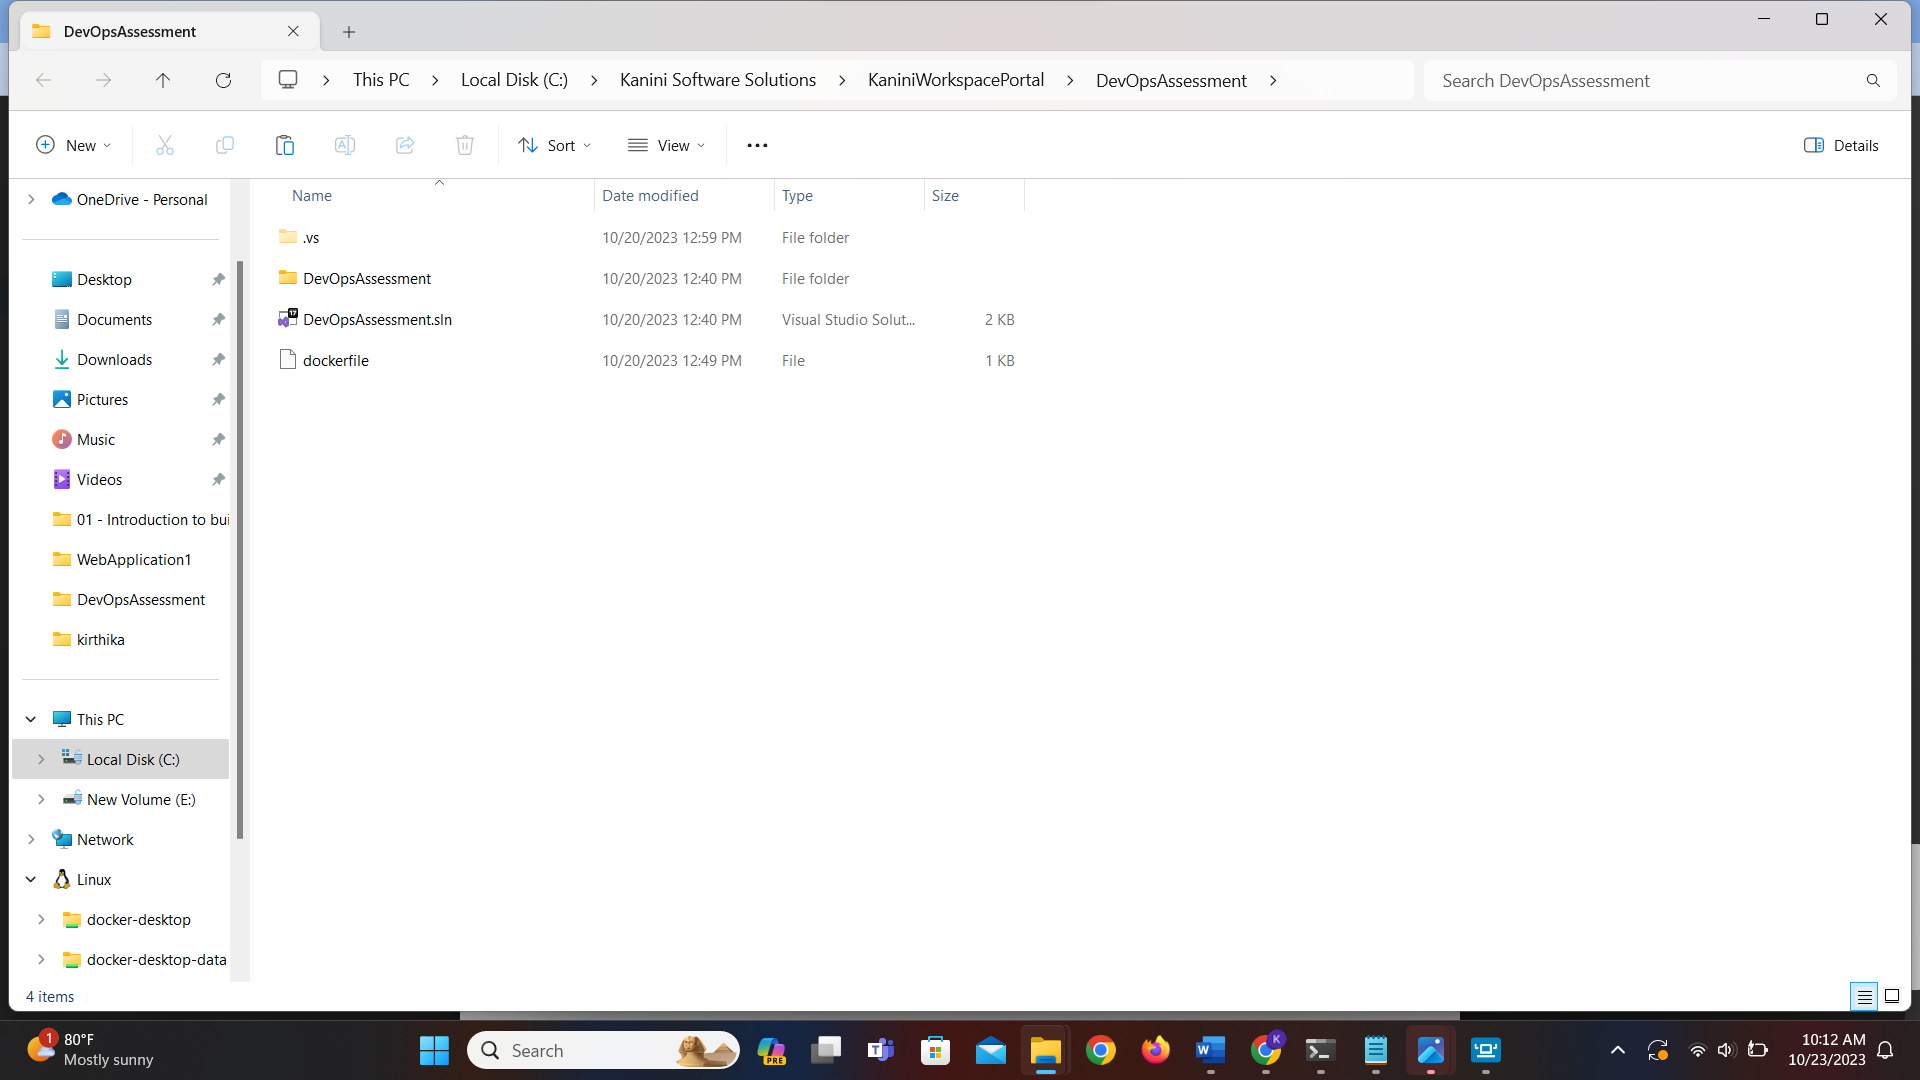 DevOpsAssessment
This PC
Local Disk (C:)
Kanini Software Solutions
KaniniWorkspacePortal
DevOpsAssessment
Search DevOpsAssessment
New
Sort
View
Details
OneDrive - Personal
Desktop
Documents
Downloads
Pictures
Music
Videos
01 - Introduction to bui
WebApplication1
DevOpsAssessment
kirthika
This PC
Local Disk (C:)
New Volume (E:)
Network
Linux
docker-desktop
docker-desktop-data
Name Date modified Type Size
.vs 10/20/2023 12:59 PM File folder
DevOpsAssessment 10/20/2023 12:40 PM File folder
DevOpsAssessment.sln 10/20/2023 12:40 PM Visual Studio Solut... 2 KB
dockerfile 10/20/2023 12:49 PM File 1 KB
4 items
1
80°F
Mostly sunny
Search
PRE
K
10:12 AM
10/23/2023